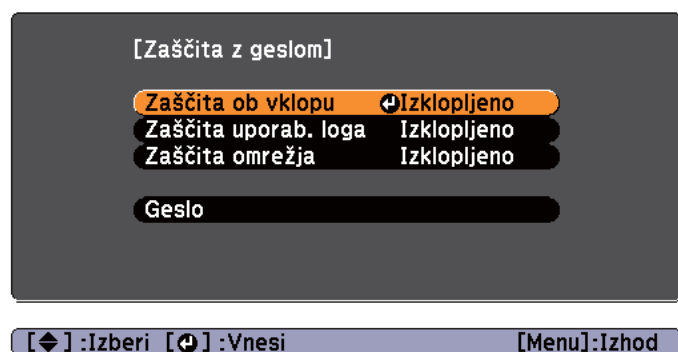 [Zaščita z geslom]
Zaščita ob vklopu Izklopljeno
Zaščita uporab. loga Izklopljeno
Zaščita omrežja Izklopljeno
Geslo
[◆] :Izberi [↵] :Vnesi [Menu]:Izhod